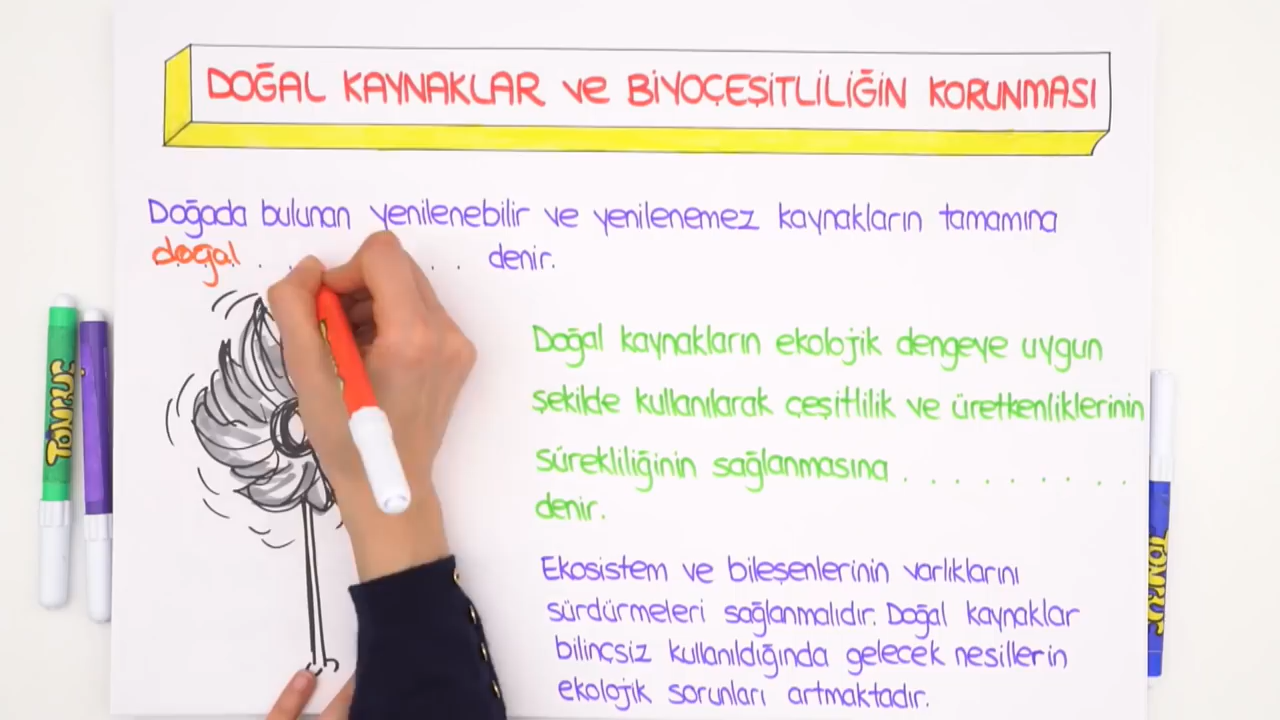 DOĞAL KAYNAKLAR ve BİYOÇEŞİTLİLİĞİN KORUNMASI
Doğada bulunan yenilenebilir ve yenilenemez kaynakların tamamına
doğal . . . . denir.
Doğal kaynakların ekolojik dengeye uygun
şekilde kullanılarak çeşitlilik ve üretkenliklerinin
sürekliliğinin sağlanmasına . . . . . . . . .
denir.
Ekosistem ve bileşenlerinin varlıklarını
sürdürmeleri sağlanmalıdır. Doğal kaynaklar
bilinçsiz kullanıldığında gelecek nesillerin
ekolojik sorunları artmaktadır.
TOMBUL
TOMBUL